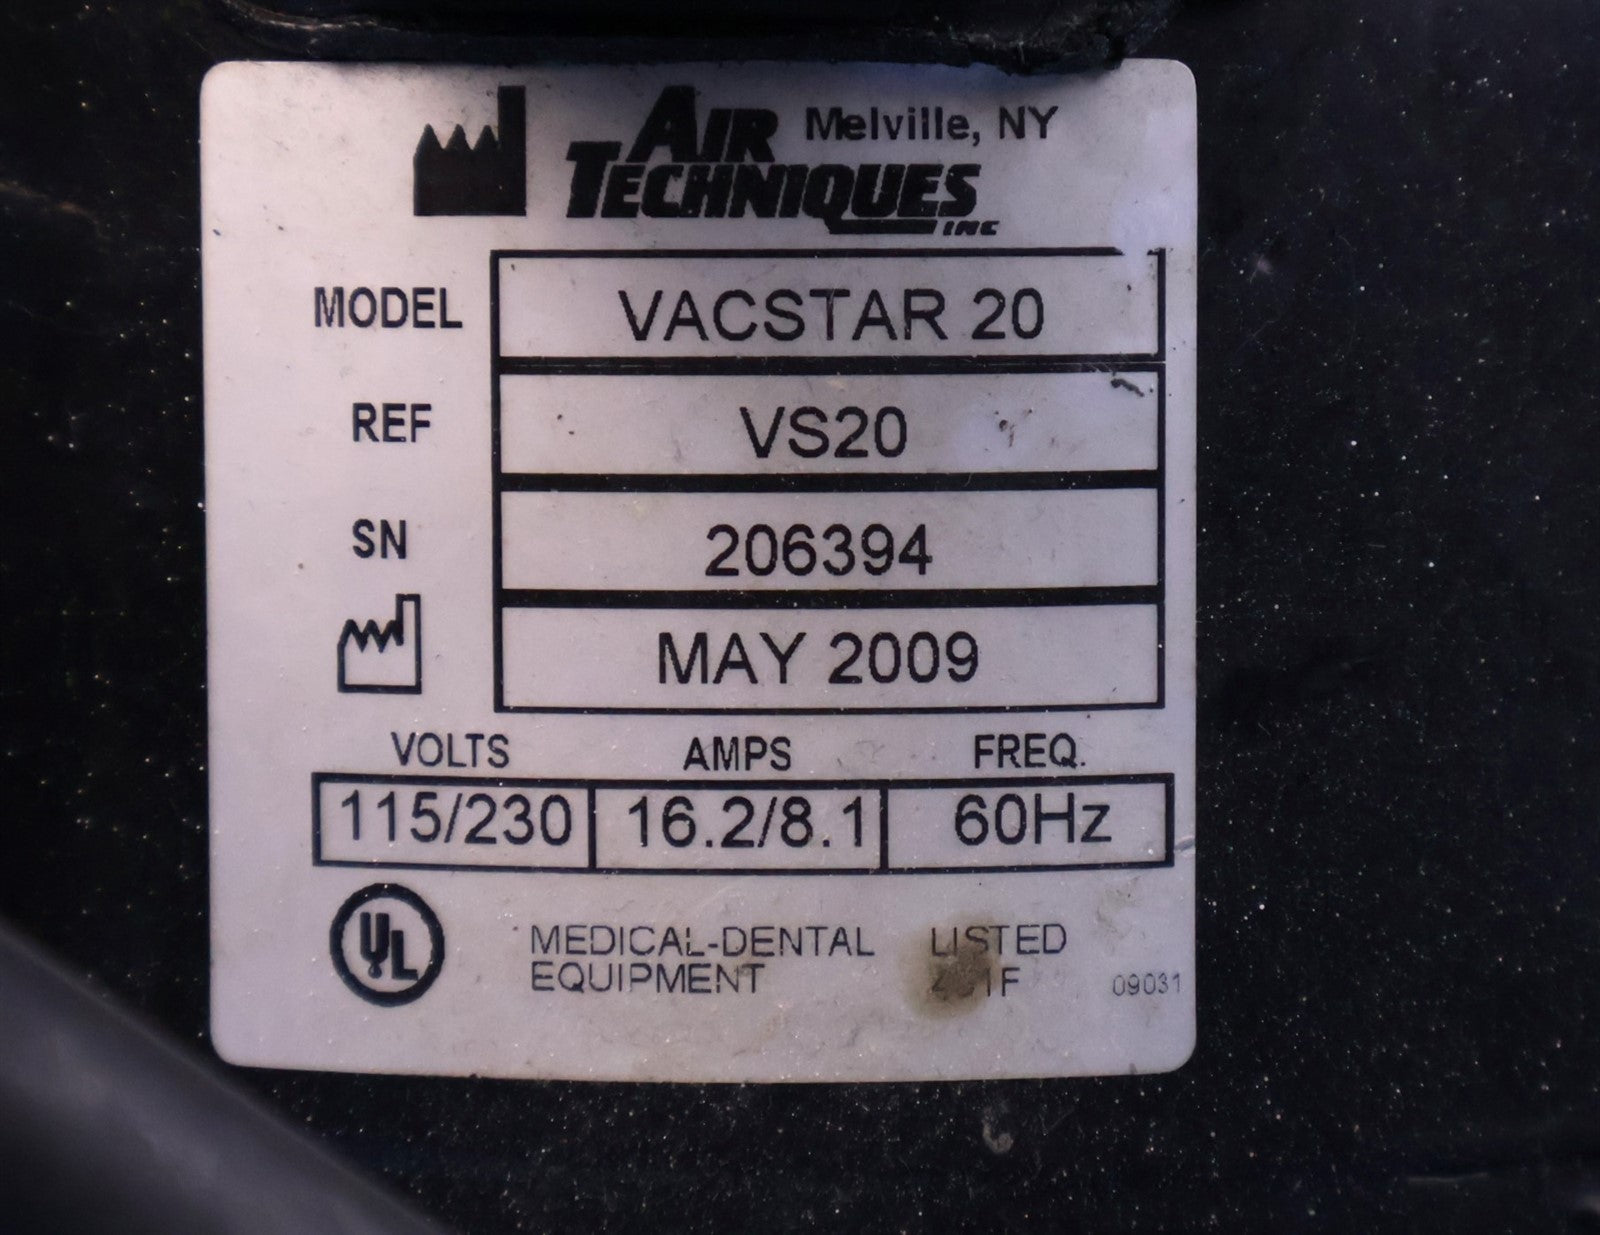 AIR Melville, NY
TECHNIQUES
INC
MODEL VACSTAR 20
REF VS20
SN 206394
MAY 2009
VOLTS AMPS FREQ.
115/230 16.2/8.1 60Hz
UL MEDICAL-DENTAL LISTED
EQUIPMENT 09031